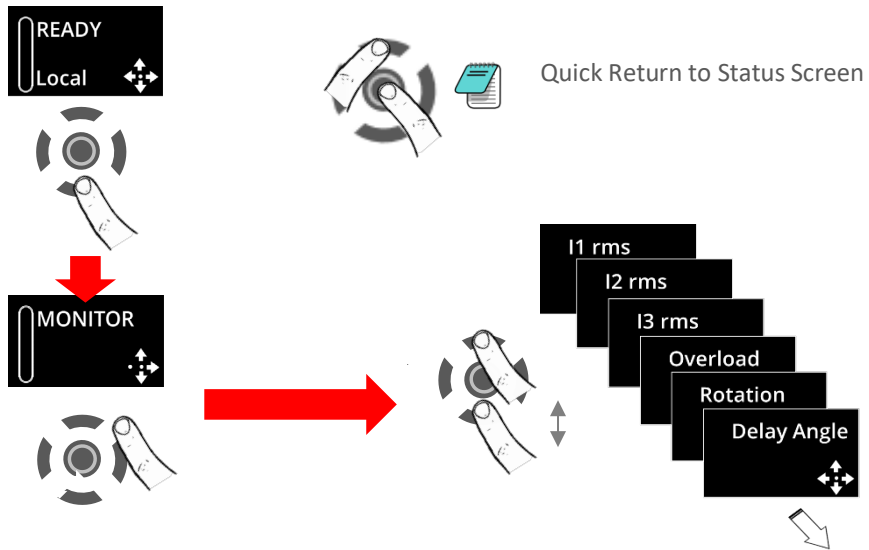 READY
Local
Quick Return to Status Screen
MONITOR
I1 rms
I2 rms
I3 rms
Overload
Rotation
Delay Angle